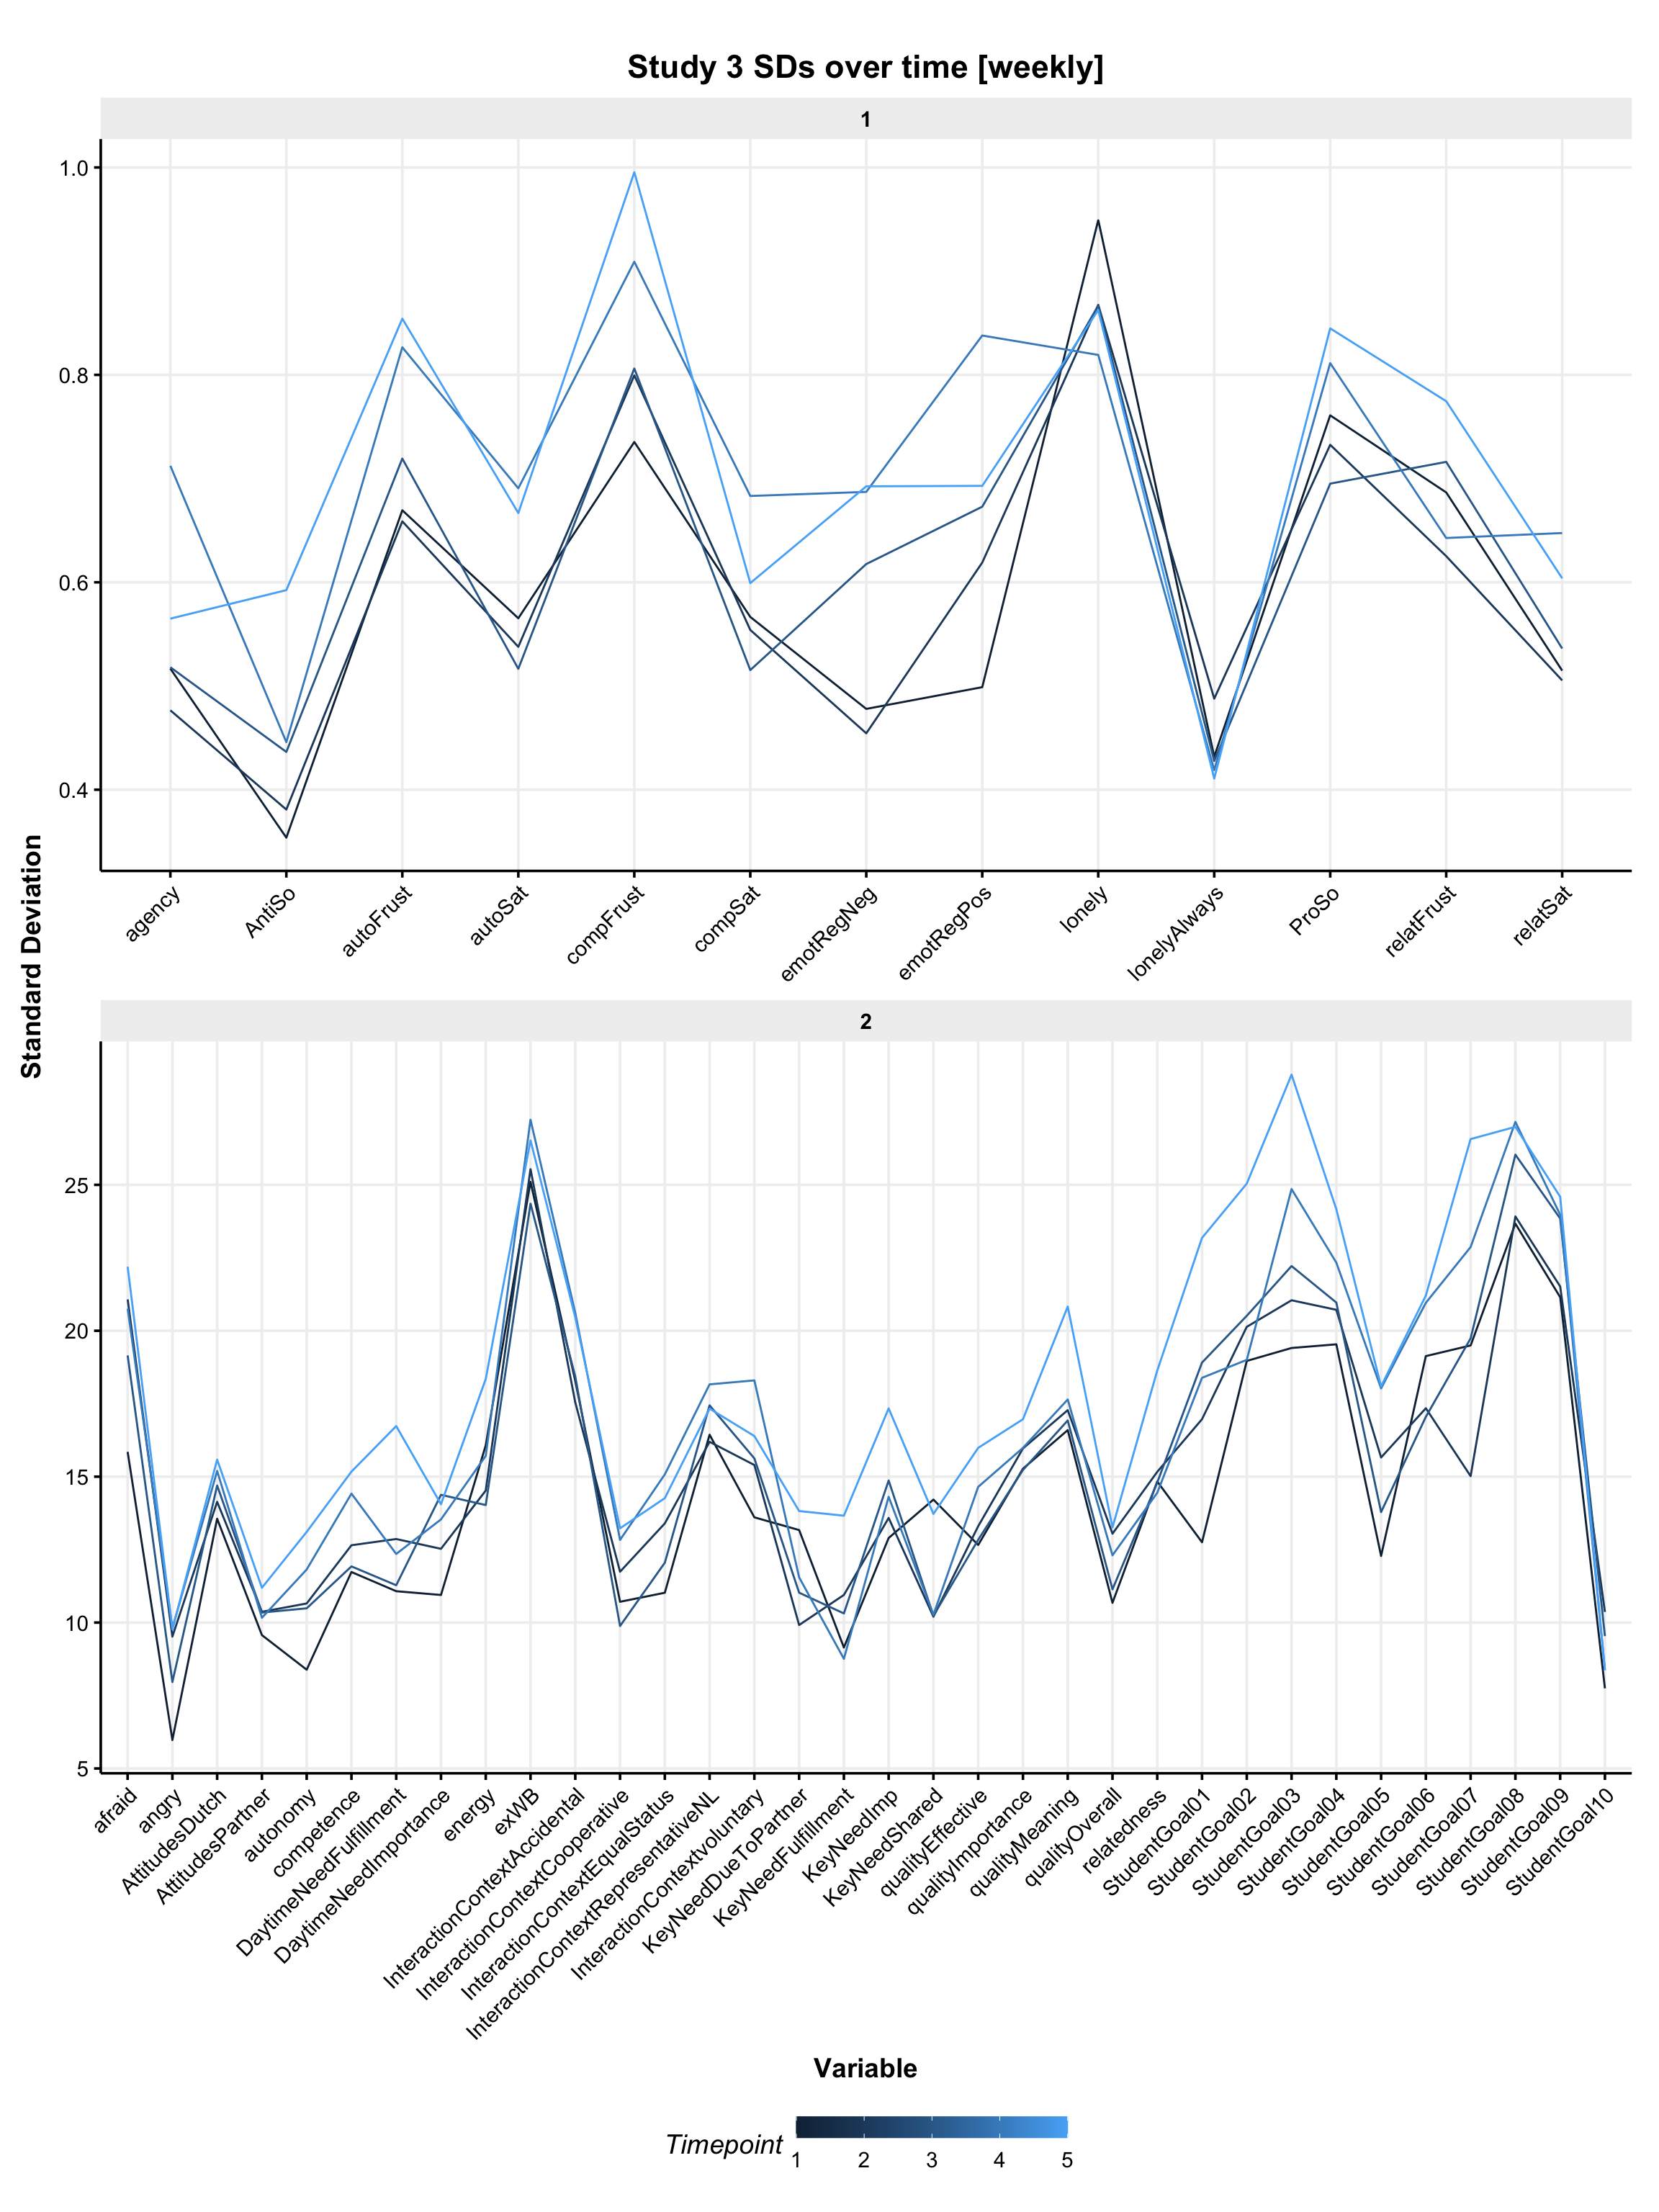 Study 3 SDs over time [weekly]
1
1.0
0.8
0.6
0.4
agency
AntiSo
autoFrust
autoSat
compFrust
compSat
emotRegNeg
emotRegPos
lonely
lonelyAlways
ProSo
relatFrust
relatSat
Standard Deviation
2
25
20
15
10
5
afraid
angry
AttitudesDutch
AttitudesPartner
autonomy
competence
DaytimeNeedFulfillment
DaytimeNeedImportance
energy
exWB
InteractionContextAccidental
InteractionContextCooperative
InteractionContextEqualStatus
InteractionContextRepresentativeNL
InteractionContextvoluntary
KeyNeedDueToPartner
KeyNeedFulfillment
KeyNeedImp
KeyNeedShared
qualityEffective
qualityImportance
qualityMeaning
qualityOverall
relatedness
StudentGoal01
StudentGoal02
StudentGoal03
StudentGoal04
StudentGoal05
StudentGoal06
StudentGoal07
StudentGoal08
StudentGoal09
StudentGoal10
Variable
Timepoint
1 2 3 4 5